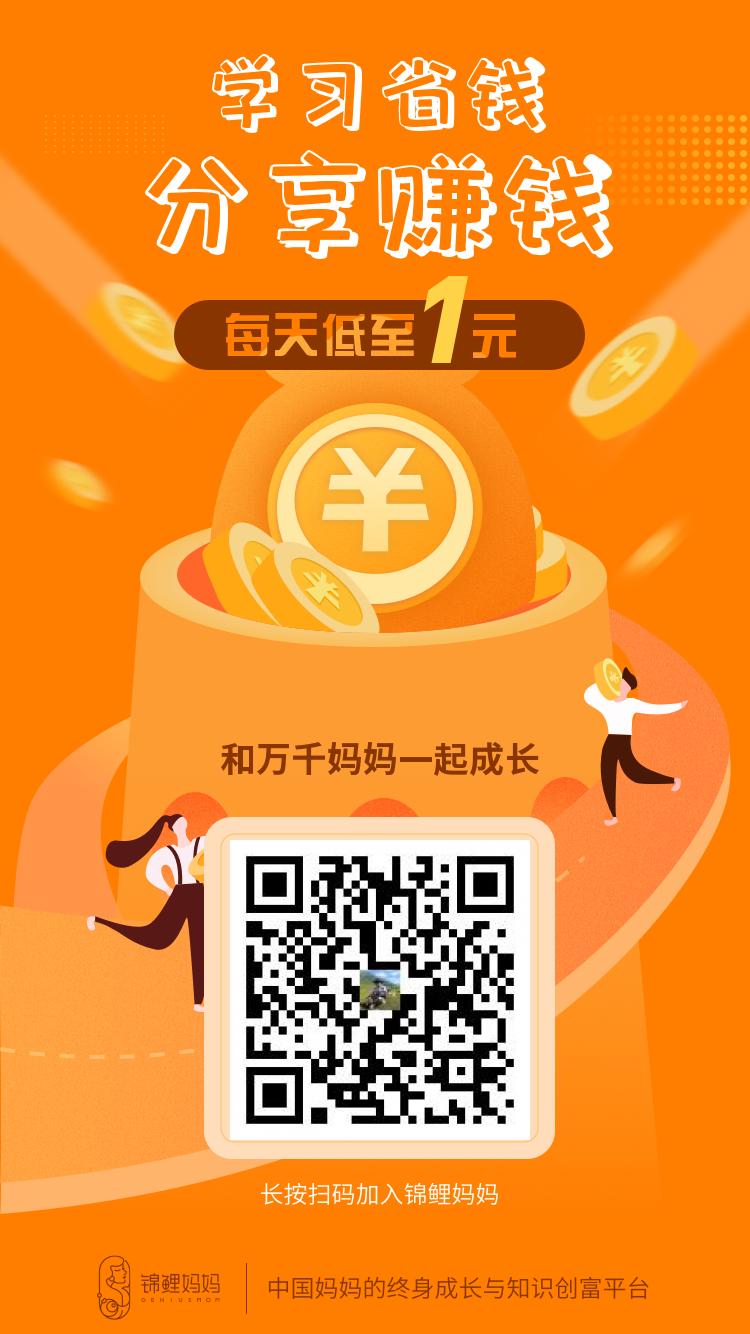 学习省钱
分享赚钱
每天低至1元
和万千妈妈一起成长
长按扫码加入锦鲤妈妈
锦鲤妈妈
GENIUSMOM
中国妈妈的终身成长与知识创富平台